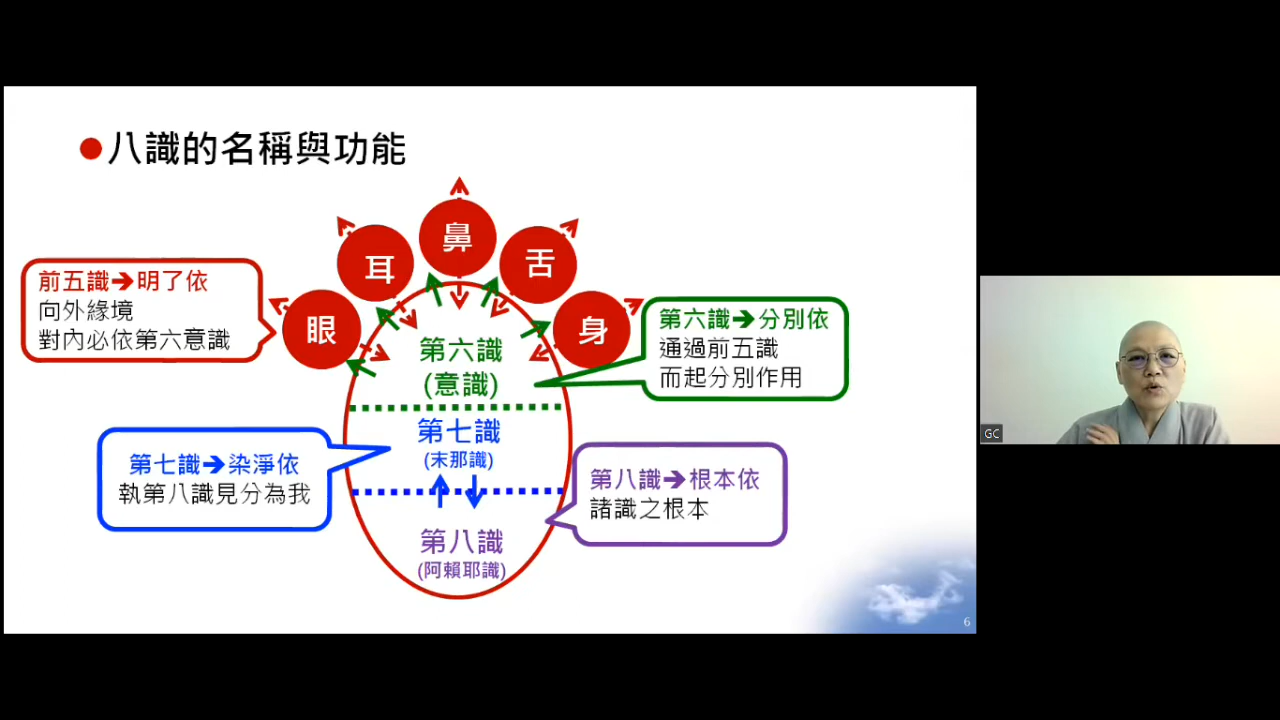 八識的名稱與功能
眼
耳
鼻
舌
身
前五識➔明了依
向外緣境
對內必依第六意識
第六識
(意識)
第六識➔分別依
通過前五識
而起分別作用
第七識
(末那識)
第七識➔染淨依
執第八識見分為我
第八識
(阿賴耶識)
第八識➔根本依
諸識之根本
6
GC